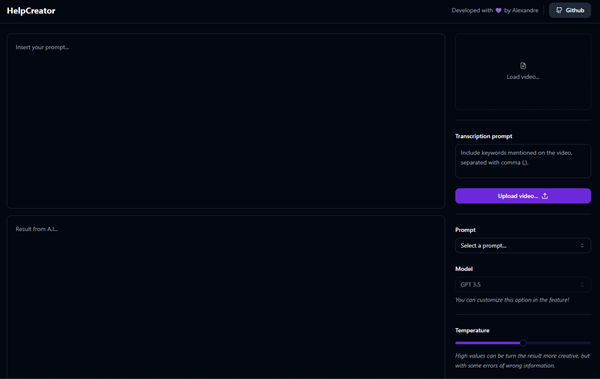 HelpCreator
Developed with 💜 by Alexandre
Github
Insert your prompt...
Load video...
Transcription prompt
Include keywords mentioned on the video,
separated with comma (,).
Upload video...
Result from A.I...
Prompt
Select a prompt...
Model
GPT 3.5
You can customize this option in the feature!
Temperature
High values can be turn the result more creative, but
with some errors of wrong information.